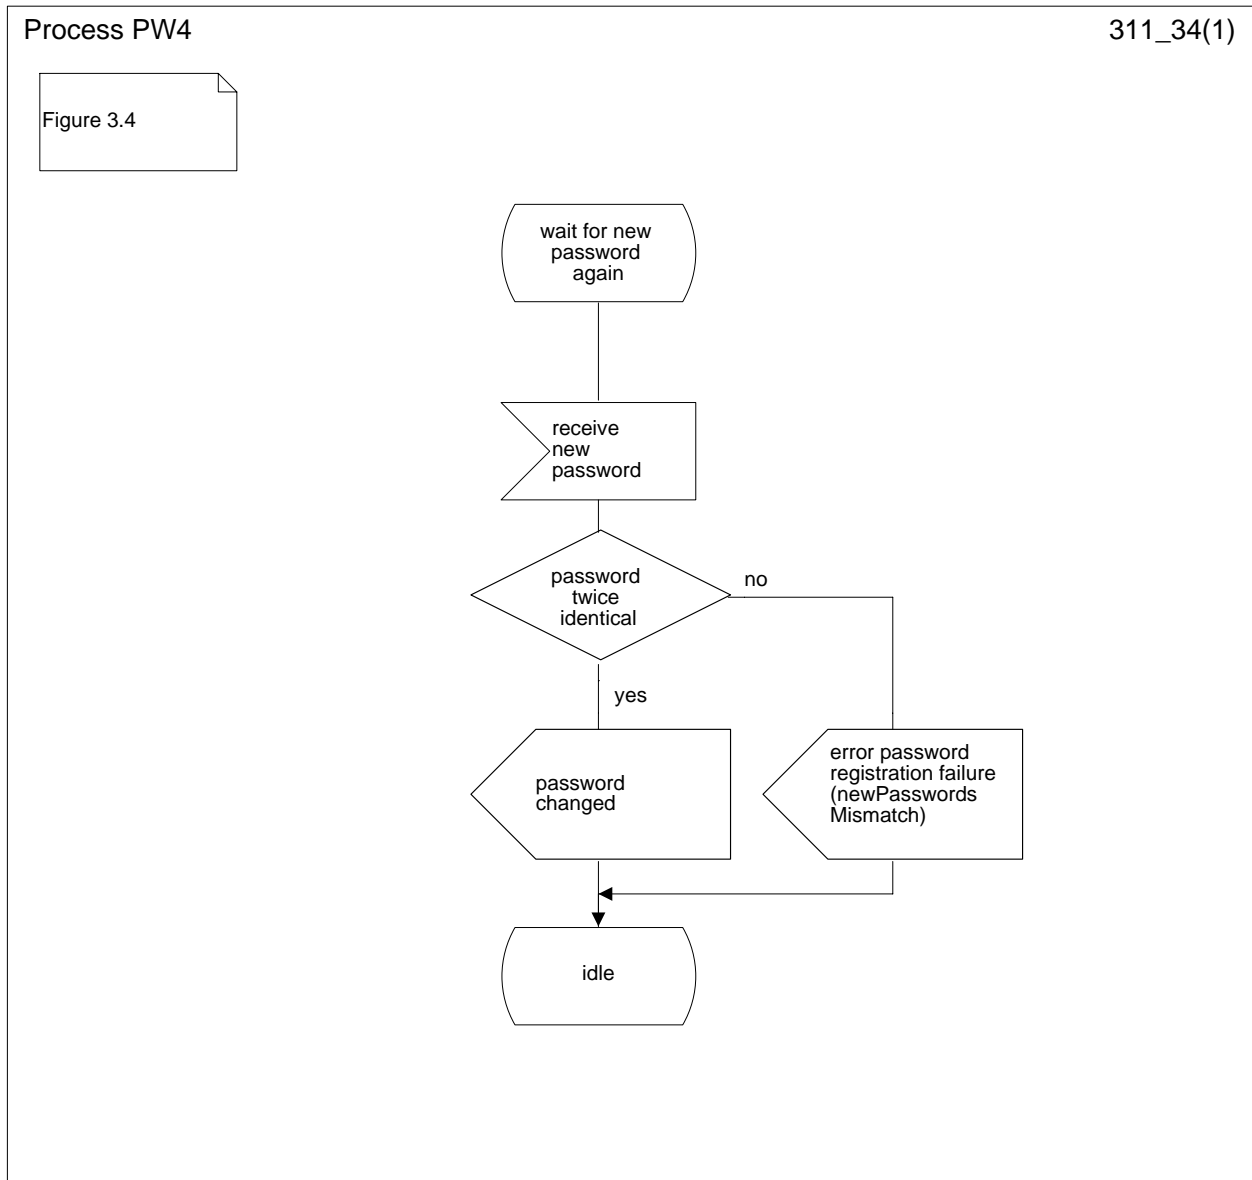 Process PW4
311_34(1)
Figure 3.4
wait for new
password
again
receive
new
password
password
twice
identical
no
yes
password
changed
error password
registration failure
(newPasswords
Mismatch)
idle